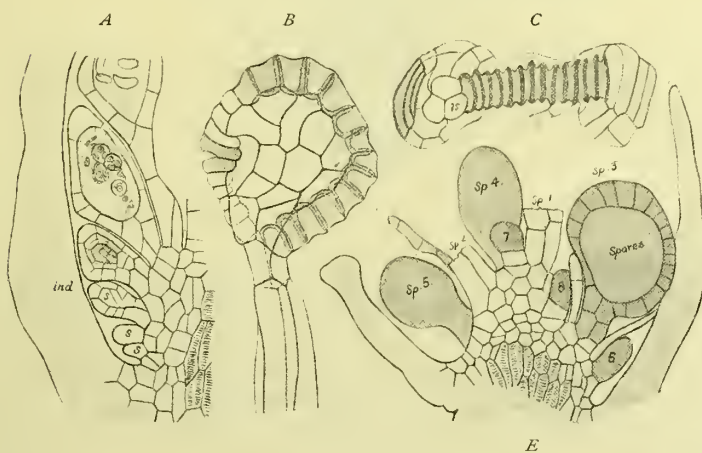 A B C
Sp. 3
Sp. 4. Sp. 1
7
Sp. 2
Spores
ind Sp. 5. 8
s
s
s
6
E